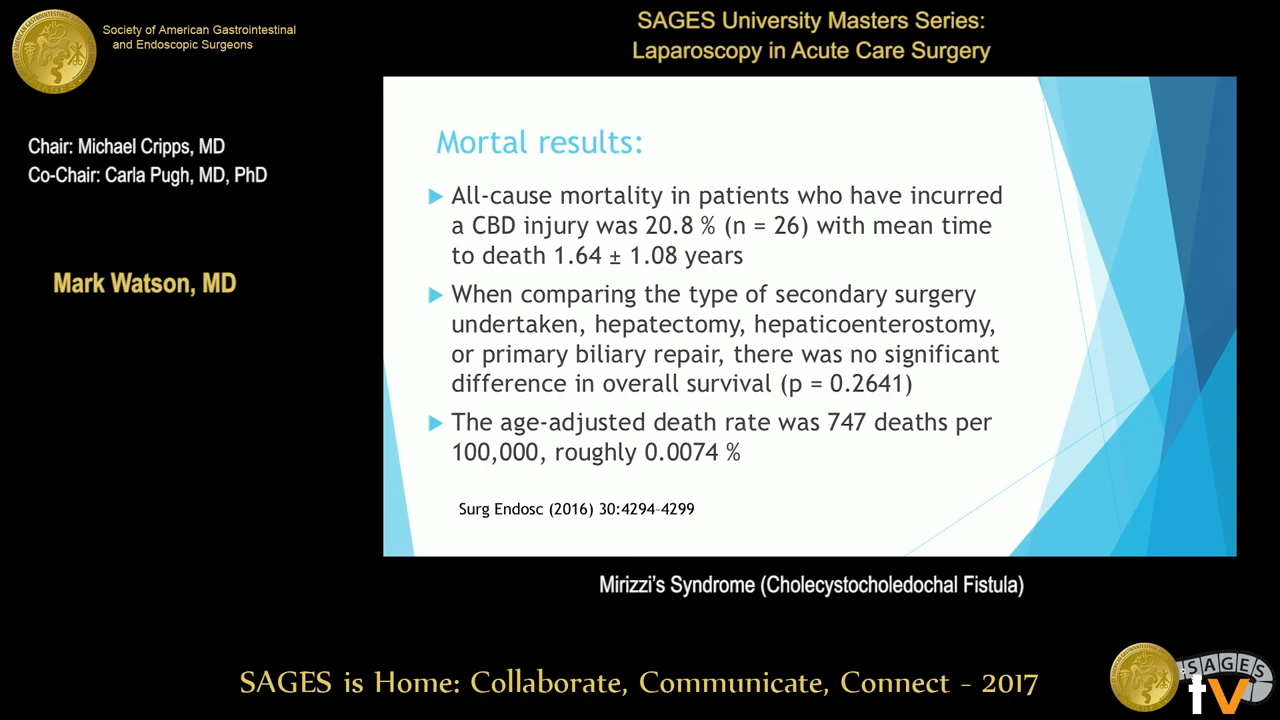 Society of American Gastrointestinal
and Endoscopic Surgeons
SAGES University Masters Series:
Laparoscopy in Acute Care Surgery
Chair: Michael Cripps, MD
Co-Chair: Carla Pugh, MD, PhD
Mark Watson, MD
Mortal results:
All-cause mortality in patients who have incurred
a CBD injury was 20.8 % (n = 26) with mean time
to death 1.64 ± 1.08 years
When comparing the type of secondary surgery
undertaken, hepatectomy, hepaticoenterostomy,
or primary biliary repair, there was no significant
difference in overall survival (p = 0.2641)
The age-adjusted death rate was 747 deaths per
100,000, roughly 0.0074 %
Surg Endosc (2016) 30:4294–4299
Mirizzi's Syndrome (Cholecystocholedochal Fistula)
SAGES is Home: Collaborate, Communicate, Connect - 2017
SAGES
tv